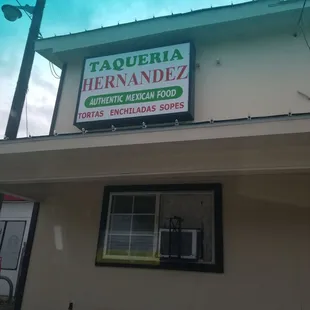 TAQUERIA
HERNANDEZ
AUTHENTIC MEXICAN FOOD
TORTAS ENCHILADAS SOPES